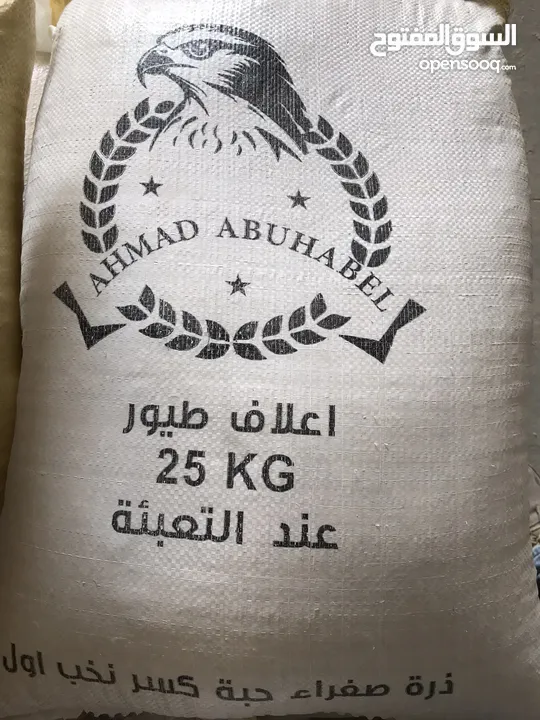 السوق المفتوح
opensooq.com
AHMAD ABUHABEL
اعلاف طيور
25 KG
عند التعبئة
ذرة صفراء حبة كسر نخب اول